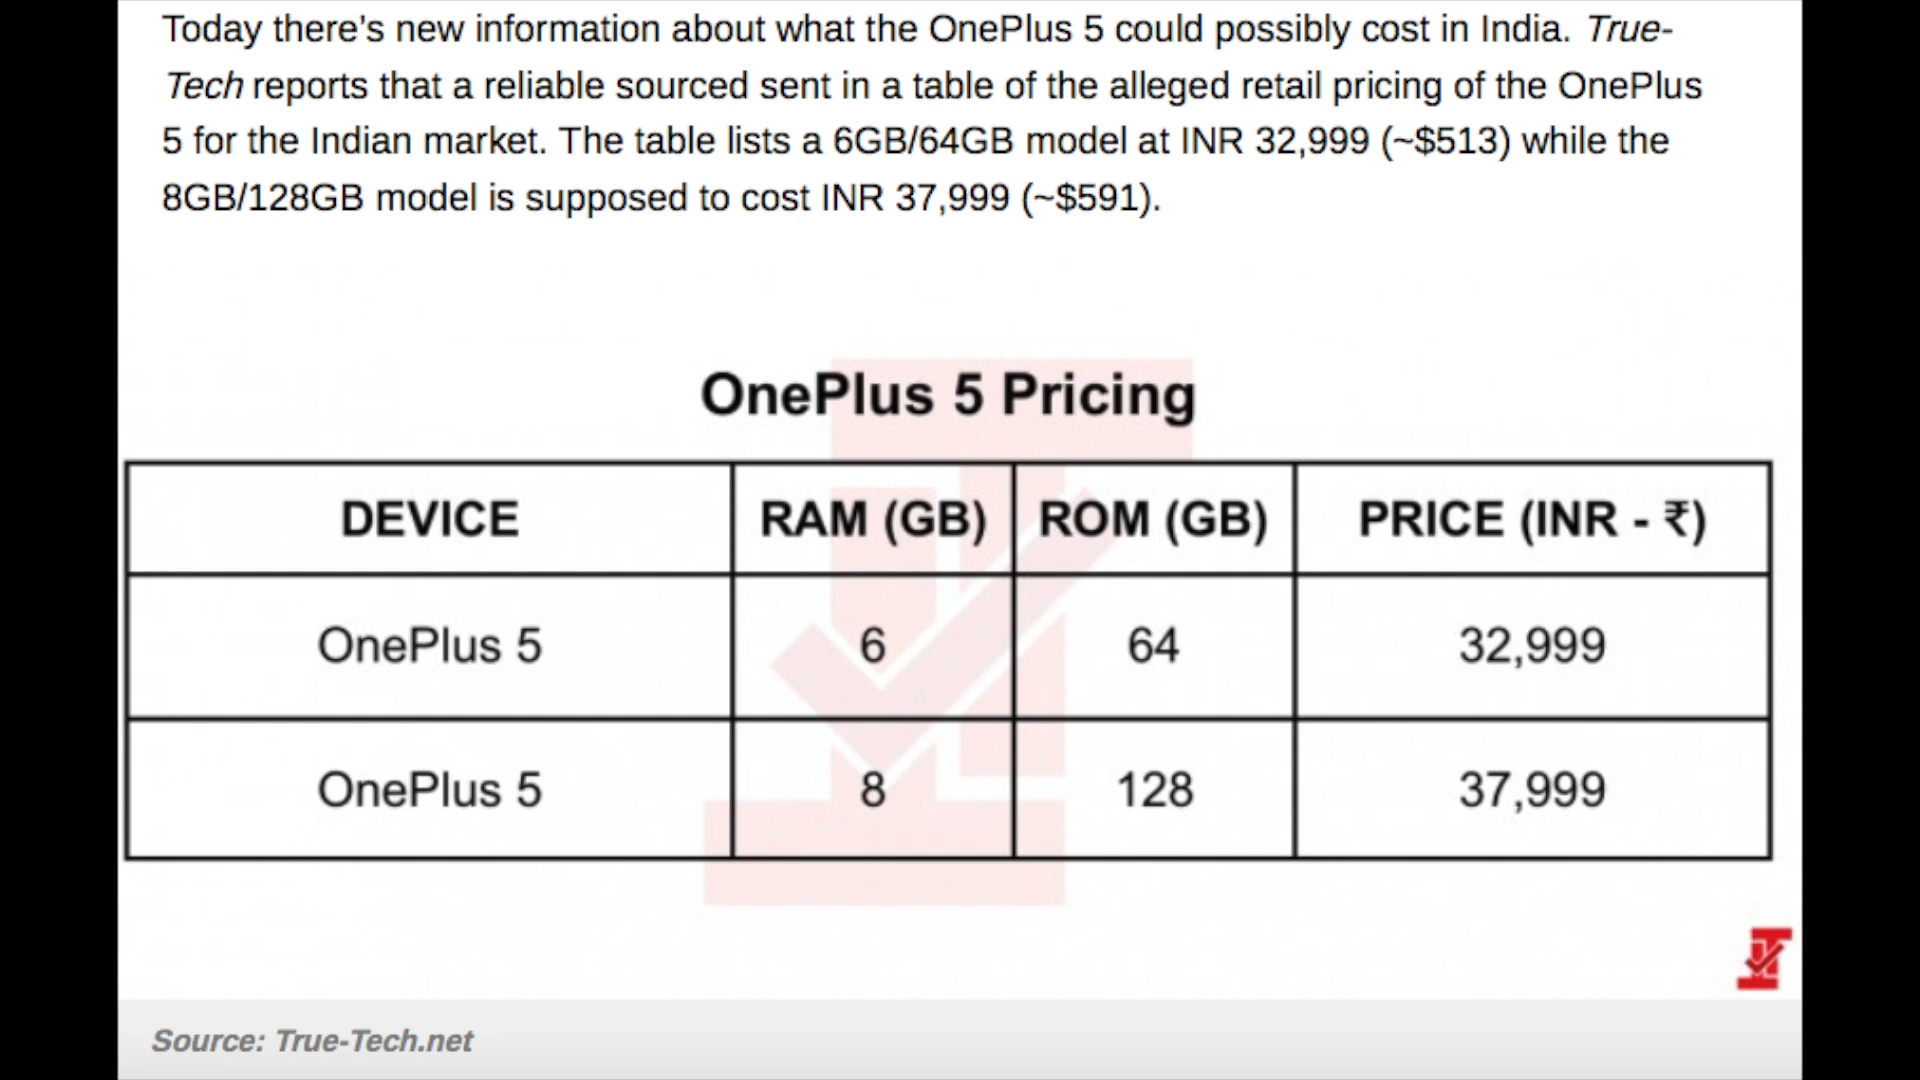 Today there's new information about what the OnePlus 5 could possibly cost in India. True-
Tech reports that a reliable sourced sent in a table of the alleged retail pricing of the OnePlus
5 for the Indian market. The table lists a 6GB/64GB model at INR 32,999 (~$513) while the
8GB/128GB model is supposed to cost INR 37,999 (~$591).
OnePlus 5 Pricing
DEVICE RAM (GB) ROM (GB) PRICE (INR - ₹)
OnePlus 5 6 64 32,999
OnePlus 5 8 128 37,999
Source: True-Tech.net